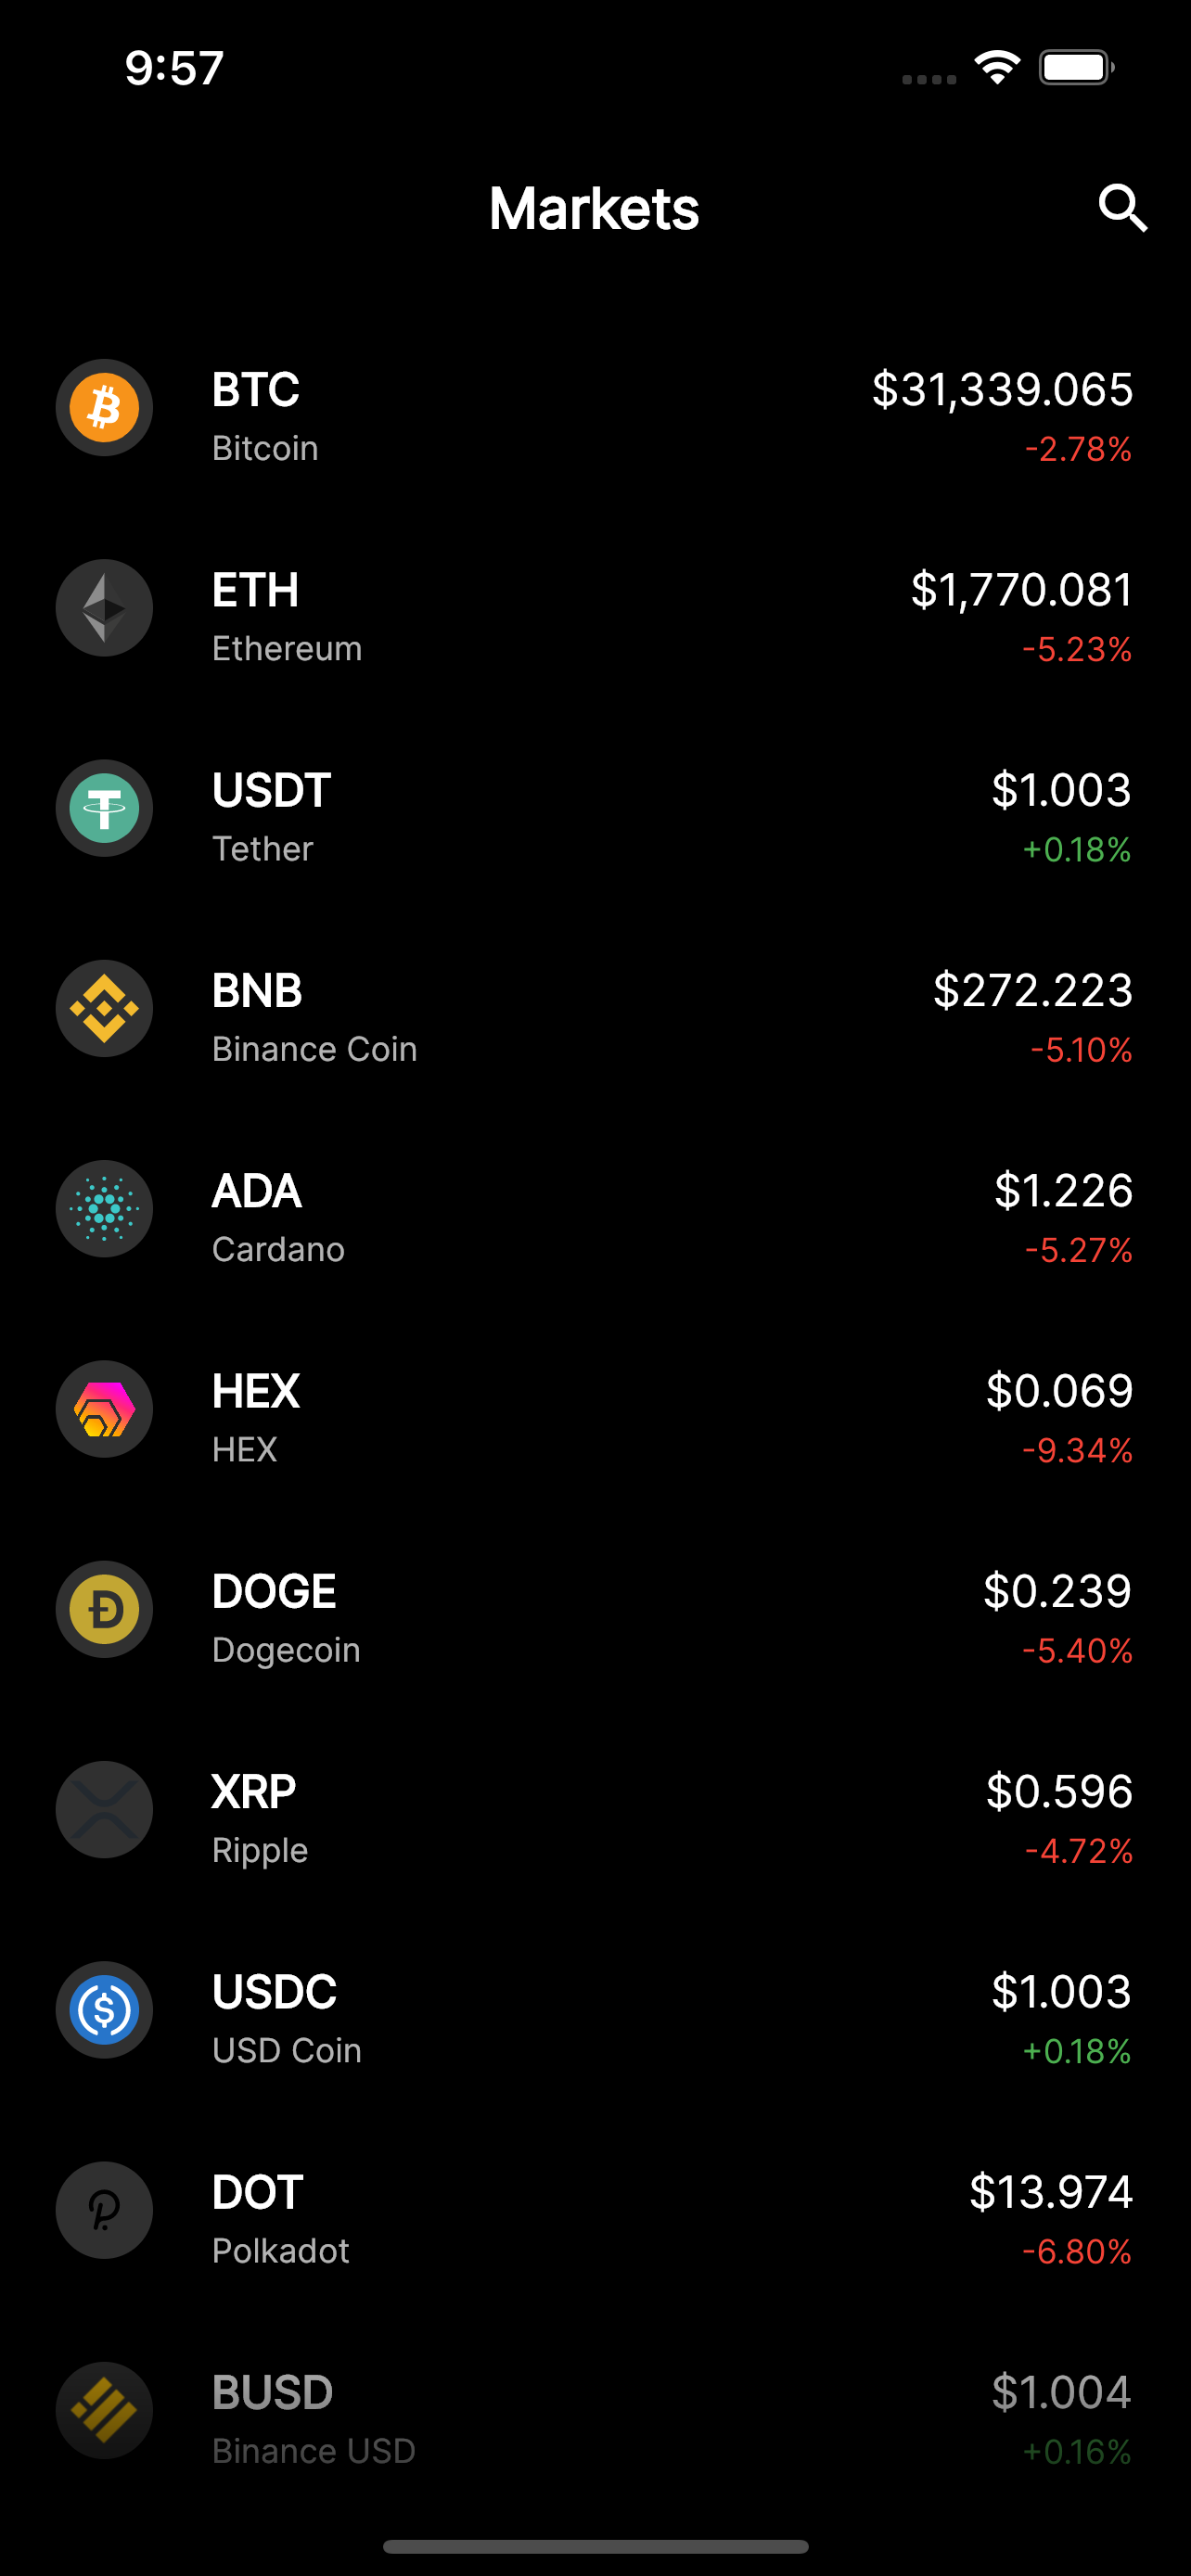 9:57
Markets
BTC $31,339.065
Bitcoin -2.78%
ETH $1,770.081
Ethereum -5.23%
USDT $1.003
Tether +0.18%
BNB $272.223
Binance Coin -5.10%
ADA $1.226
Cardano -5.27%
HEX $0.069
HEX -9.34%
DOGE $0.239
Dogecoin -5.40%
XRP $0.596
Ripple -4.72%
USDC $1.003
USD Coin +0.18%
DOT $13.974
Polkadot -6.80%
BUSD $1.004
Binance USD +0.16%